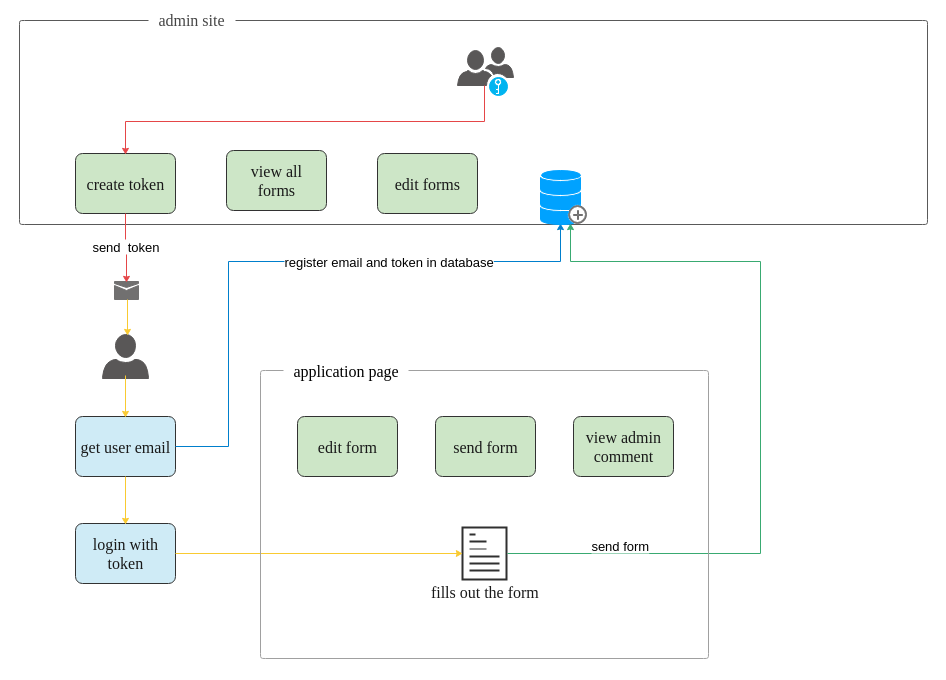 admin site
create token
view all
forms
edit forms
send  token
register email and token in database
application page
get user email
edit form
send form
view admin
comment
login with
token
send form
fills out the form